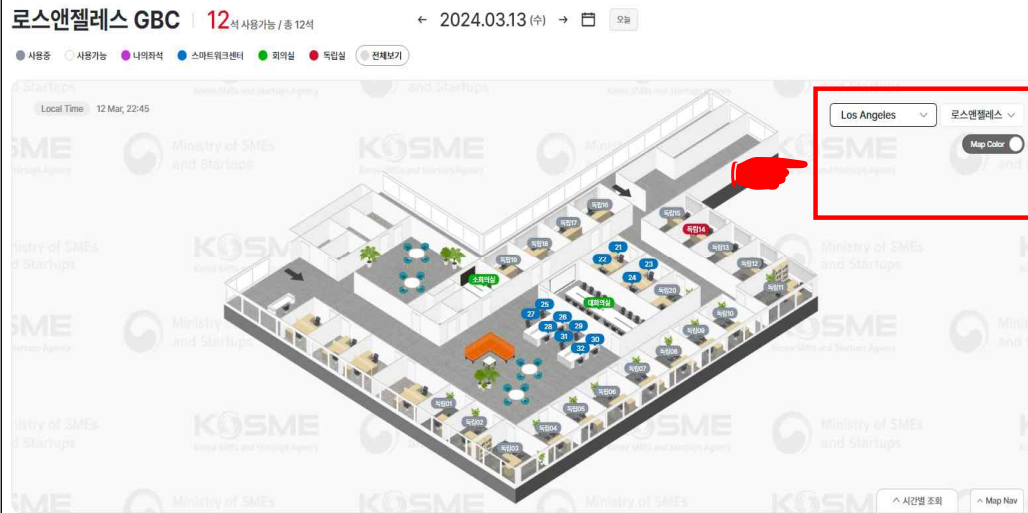 로스앤젤레스 GBC 12석 사용가능 / 총 12석 ← 2024.03.13 (수) → 오늘
사용중 사용가능 나의좌석 스마트워크센터 회의실 독립실 전체보기
Local Time 12 Mar, 22:45
Los Angeles 로스앤젤레스
Map Color
KOSME
Ministry of SMEs
and Startups
독립16
독립17
독립18
독립19
소회의실
독립15
독립14
독립13
독립12
독립11
21
22
23
24
독립20
대회의실
25
26
27
28
29
30
31
32
독립10
독립09
독립08
독립07
독립06
독립05
독립04
독립03
독립02
독립01
시간별 조회
Map Nav